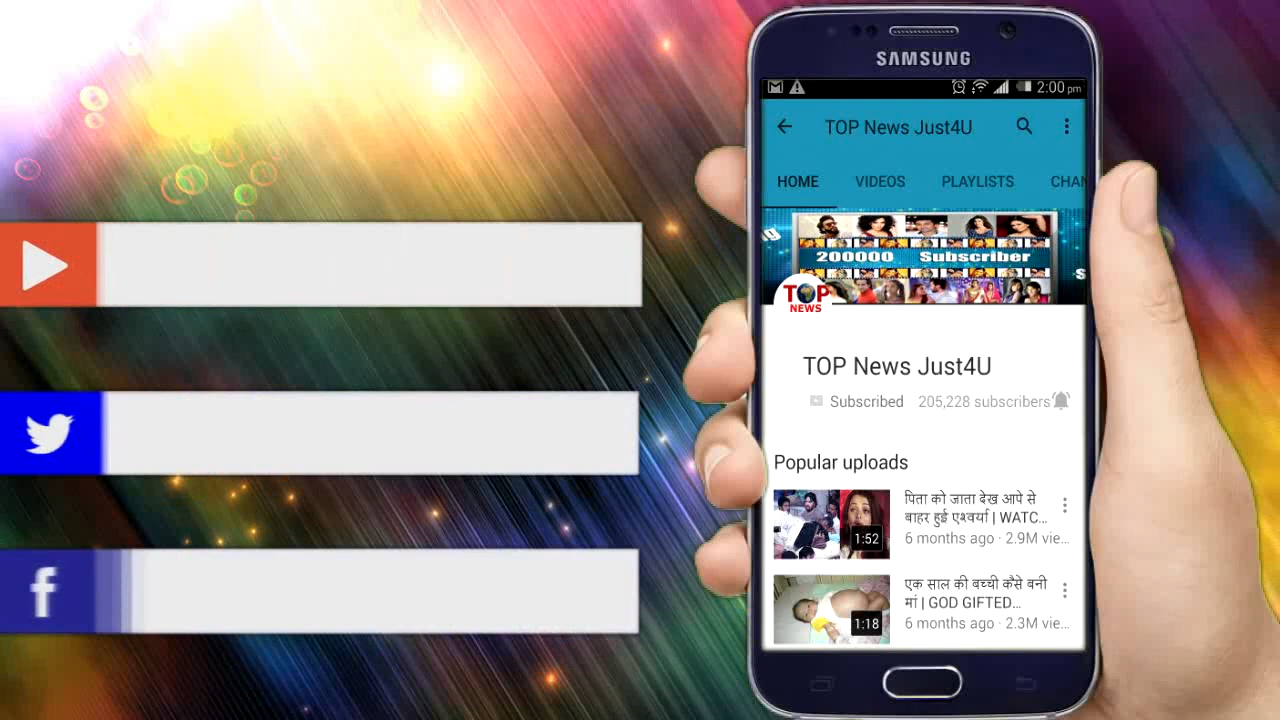 SAMSUNG
2:00 pm
TOP News Just4U
HOME VIDEOS PLAYLISTS CHAN
200000 Subscriber
TOP
NEWS
TOP News Just4U
Subscribed 205,228 subscribers
Popular uploads
पिता को जाता देख आपे से
बाहर हुई एश्वर्या | WATC...
1:52
6 months ago · 2.9M vie...
एक साल की बच्ची कैसे बनी
मां | GOD GIFTED...
1:18
6 months ago · 2.3M vie...